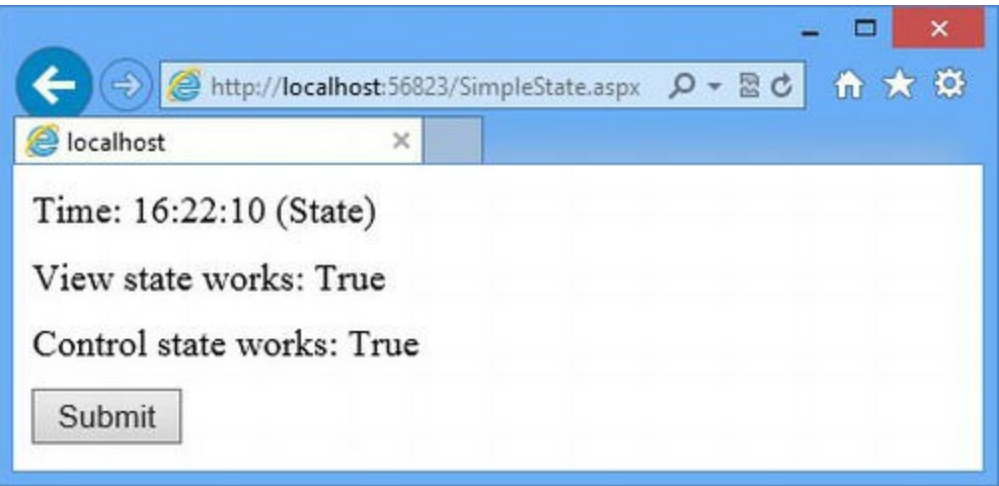 http://localhost:56823/SimpleState.aspx
localhost
Time: 16:22:10 (State)
View state works: True
Control state works: True
Submit